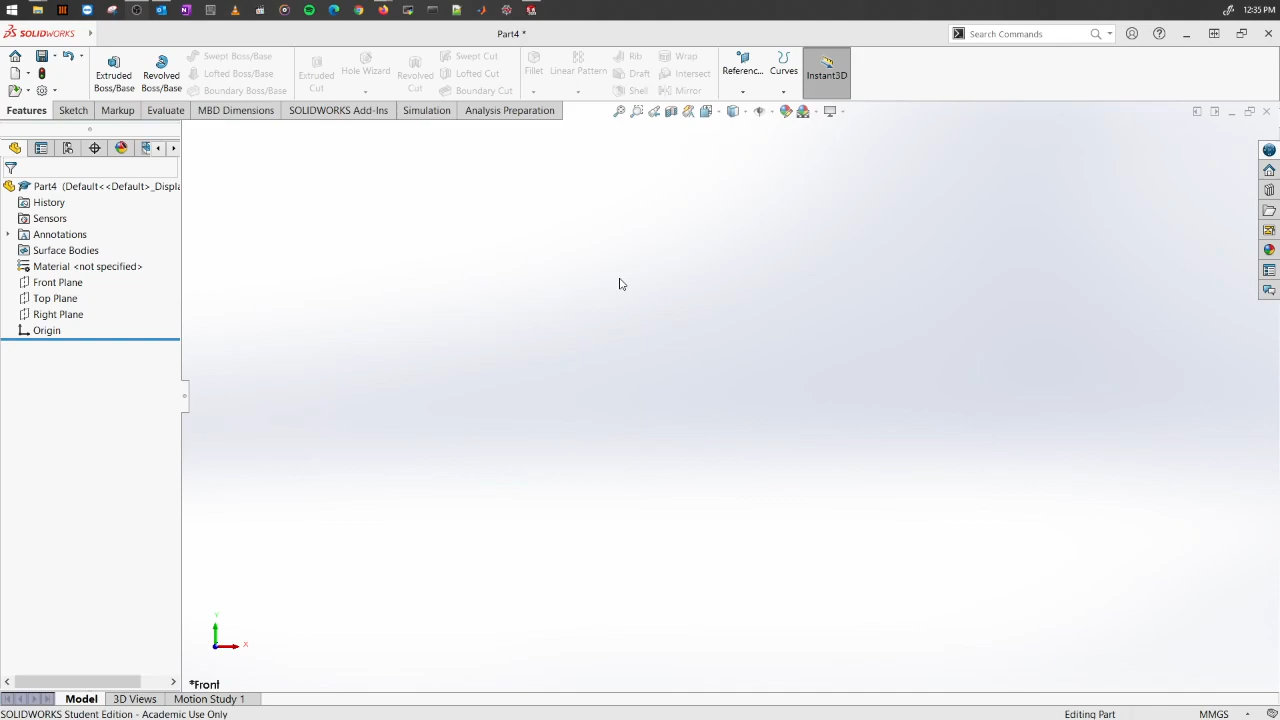 12:35 PM
SOLIDWORKS
Part4 *
Search Commands
Extruded Boss/Base
Revolved Boss/Base
Swept Boss/Base
Lofted Boss/Base
Boundary Boss/Base
Extruded Cut
Hole Wizard
Revolved Cut
Swept Cut
Lofted Cut
Boundary Cut
Fillet
Linear Pattern
Rib
Draft
Shell
Wrap
Intersect
Mirror
Referenc...
Curves
Instant3D
Features
Sketch
Markup
Evaluate
MBD Dimensions
SOLIDWORKS Add-Ins
Simulation
Analysis Preparation
Part4 (Default<<Default>_Displa
History
Sensors
Annotations
Surface Bodies
Material <not specified>
Front Plane
Top Plane
Right Plane
Origin
Y
X
*Front
Model
3D Views
Motion Study 1
SOLIDWORKS Student Edition - Academic Use Only
Editing Part
MMGS